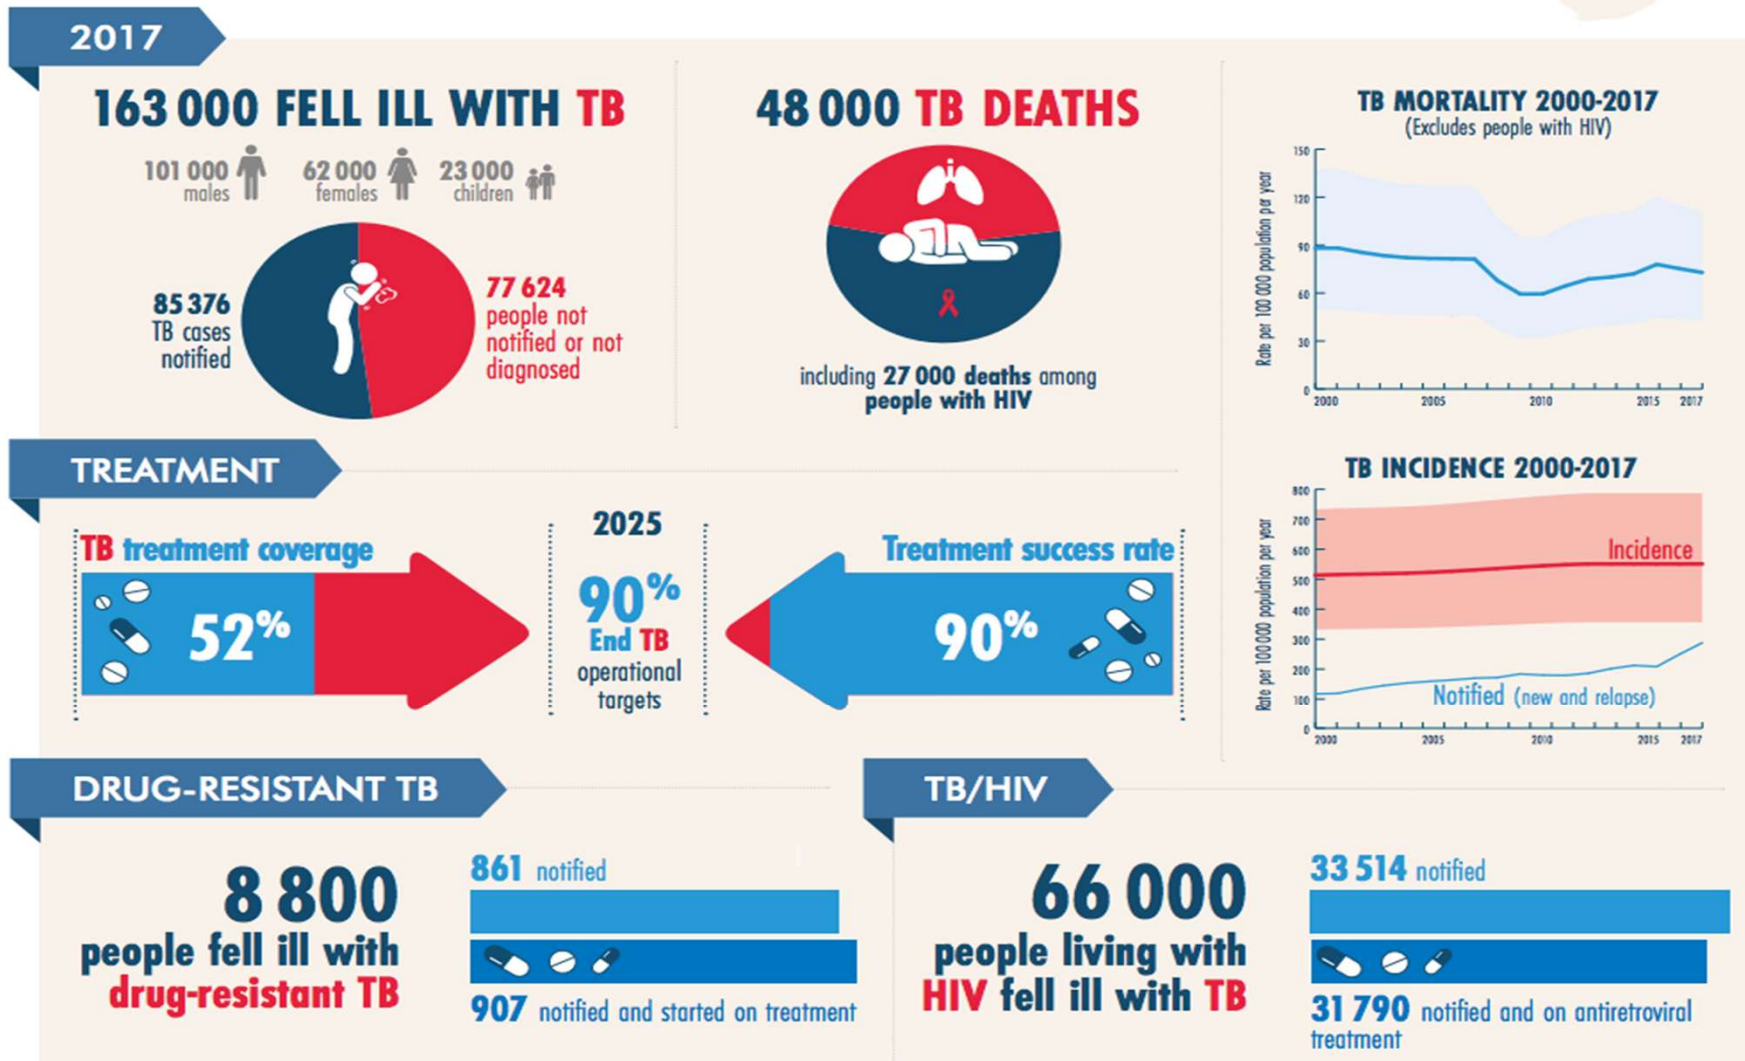 2017
163 000 FELL ILL WITH TB
101 000
males
62 000
females
23 000
children
85 376
TB cases
notified
77 624
people not
notified or not
diagnosed
48 000 TB DEATHS
including 27 000 deaths among
people with HIV
TB MORTALITY 2000-2017
(Excludes people with HIV)
Rate per 100 000 population per year
150
120
90
60
30
0
2000
2005
2010
2015
2017
TREATMENT
TB treatment coverage
52%
2025
90%
End TB
operational
targets
Treatment success rate
90%
TB INCIDENCE 2000-2017
Rate per 100 000 population per year
800
700
600
500
400
300
200
100
0
Incidence
Notified (new and relapse)
2000
2005
2010
2015
2017
DRUG-RESISTANT TB
8 800
people fell ill with
drug-resistant TB
861 notified
907 notified and started on treatment
TB/HIV
66 000
people living with
HIV fell ill with TB
33 514 notified
31 790 notified and on antiretroviral
treatment